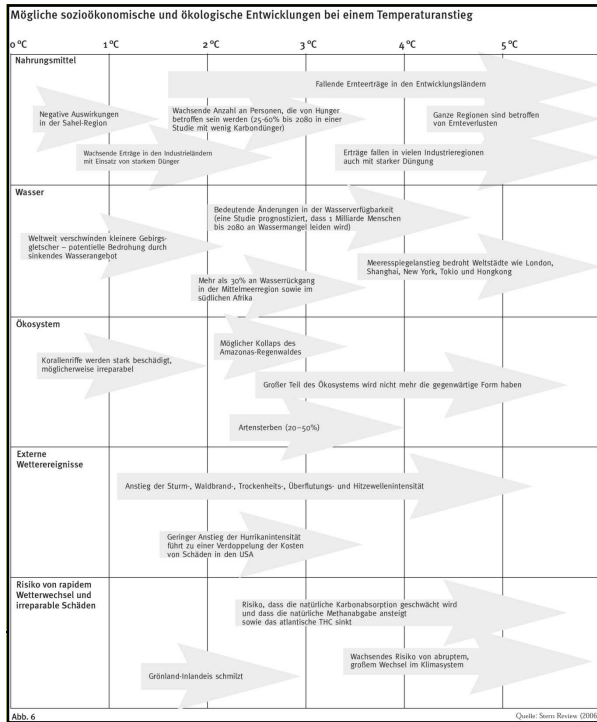 Mögliche sozioökonomische und ökologische Entwicklungen bei einem Temperaturanstieg
0 °C 1 °C 2 °C 3 °C 4 °C 5 °C
Nahrungsmittel
Fallende Ernteerträge in den Entwicklungsländern
Negative Auswirkungen
in der Sahel-Region
Wachsende Anzahl an Personen, die von Hunger
betroffen sein werden (25-60% bis 2080 in einer
Studie mit wenig Karbondünger)
Ganze Regionen sind betroffen
von Ernteverlusten
Wachsende Erträge in den Industrieländern
mit Einsatz von starkem Dünger
Erträge fallen in vielen Industrieregionen
auch mit starker Düngung
Wasser
Bedeutende Änderungen in der Wasserverfügbarkeit
(eine Studie prognostiziert, dass 1 Milliarde Menschen
bis 2080 an Wassermangel leiden wird)
Weltweit verschwinden kleinere Gebirgs-
gletscher – potentielle Bedrohung durch
sinkendes Wasserangebot
Meeresspiegelanstieg bedroht Weltstädte wie London,
Shanghai, New York, Tokio und Hongkong
Mehr als 30% an Wasserrückgang
in der Mittelmeerregion sowie im
südlichen Afrika
Ökosystem
Möglicher Kollaps des
Amazonas-Regenwaldes
Korallenriffe werden stark beschädigt,
möglicherweise irreparabel
Großer Teil des Ökosystems wird nicht mehr die gegenwärtige Form haben
Artensterben (20–50%)
Externe
Wetterereignisse
Anstieg der Sturm-, Waldbrand-, Trockenheits-, Überflutungs- und Hitzewellenintensität
Geringer Anstieg der Hurrikanintensität
führt zu einer Verdoppelung der Kosten
von Schäden in den USA
Risiko von rapidem
Wetterwechsel und
irreparable Schäden
Risiko, dass die natürliche Karbonabsorption geschwächt wird
und dass die natürliche Methanabgabe ansteigt
sowie das atlantische THC sinkt
Wachsendes Risiko von abruptem,
großem Wechsel im Klimasystem
Grönland-Inlandeis schmilzt
Abb. 6
Quelle: Stern Review (2006